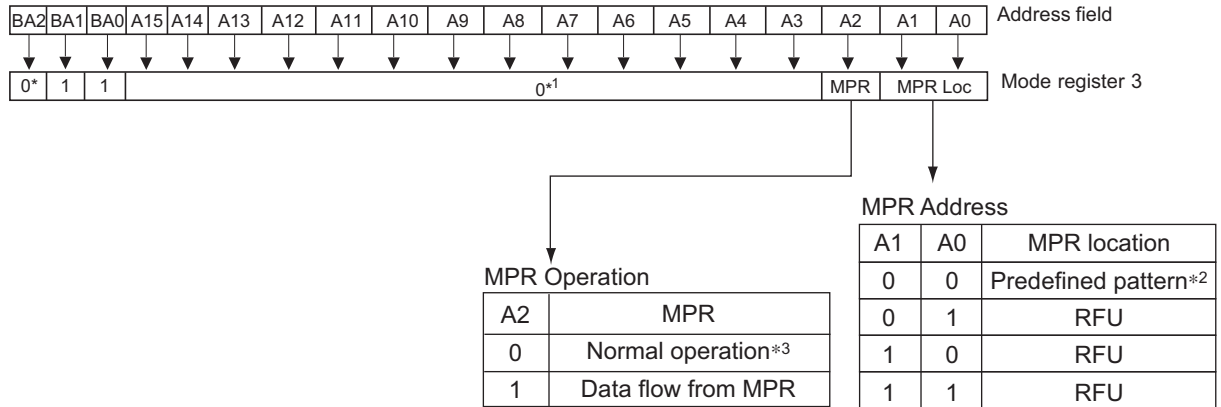 BA2 BA1 BA0 A15 A14 A13 A12 A11 A10 A9 A8 A7 A6 A5 A4 A3 A2 A1 A0 Address field
0* 1 1 0*1 MPR MPR Loc Mode register 3
MPR Operation
A2 MPR
0 Normal operation*3
1 Data flow from MPR
MPR Address
A1 A0 MPR location
0 0 Predefined pattern*2
0 1 RFU
1 0 RFU
1 1 RFU